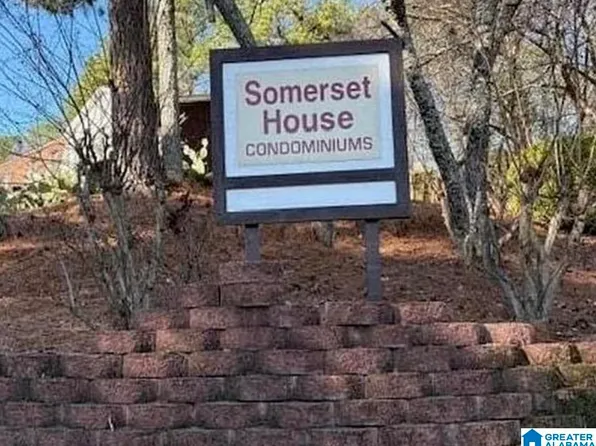 Somerset
House
CONDOMINIUMS
GREATER
ALABAMA